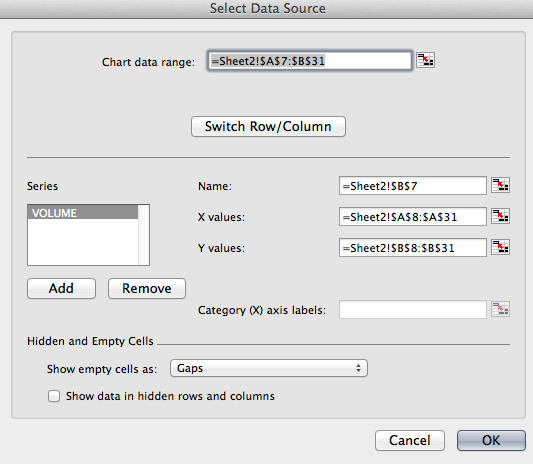 Select Data Source
Chart data range: =Sheet2!$A$7:$B$31
Switch Row/Column
Series
VOLUME
Add Remove
Name: =Sheet2!$B$7
X values: =Sheet2!$A$8:$A$31
Y values: =Sheet2!$B$8:$B$31
Category (X) axis labels:
Hidden and Empty Cells
Show empty cells as: Gaps
Show data in hidden rows and columns
Cancel OK